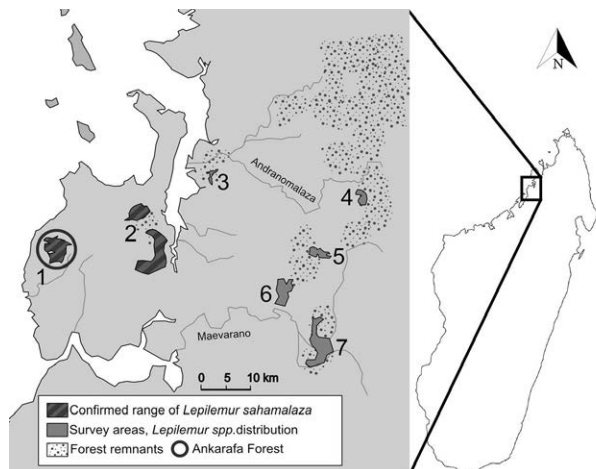 N
Andranomalaza
3
4
2
1
5
6
Maevarano
7
0 5 10 km
Confirmed range of Lepilemur sahamalaza
Survey areas, Lepilemur spp.distribution
Forest remnants Ankarafa Forest